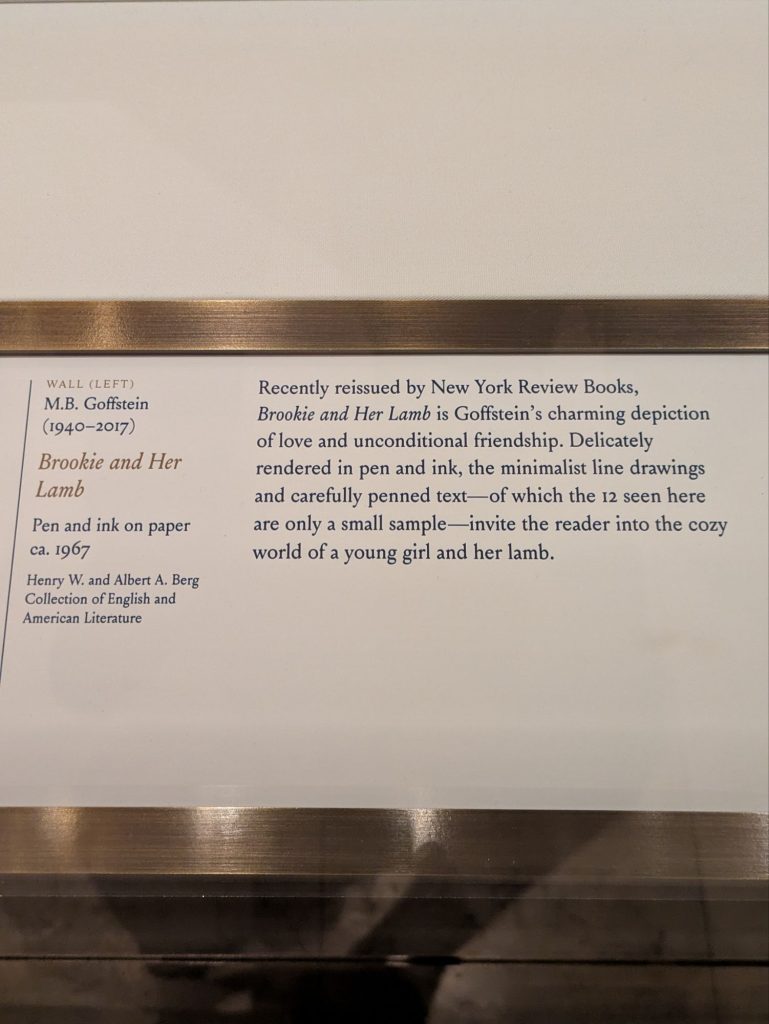 WALL (LEFT)
M.B. Goffstein
(1940–2017)
Brookie and Her
Lamb
Pen and ink on paper
ca. 1967
Henry W. and Albert A. Berg
Collection of English and
American Literature
Recently reissued by New York Review Books,
Brookie and Her Lamb is Goffstein's charming depiction
of love and unconditional friendship. Delicately
rendered in pen and ink, the minimalist line drawings
and carefully penned text—of which the 12 seen here
are only a small sample—invite the reader into the cozy
world of a young girl and her lamb.